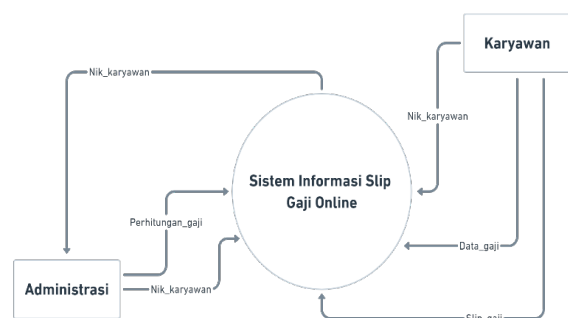 Karyawan
Nik_karyawan
Nik_karyawan
Sistem Informasi Slip
Gaji Online
Perhitungan_gaji
Data_gaji
Administrasi
Nik_karyawan
Slip_gaji